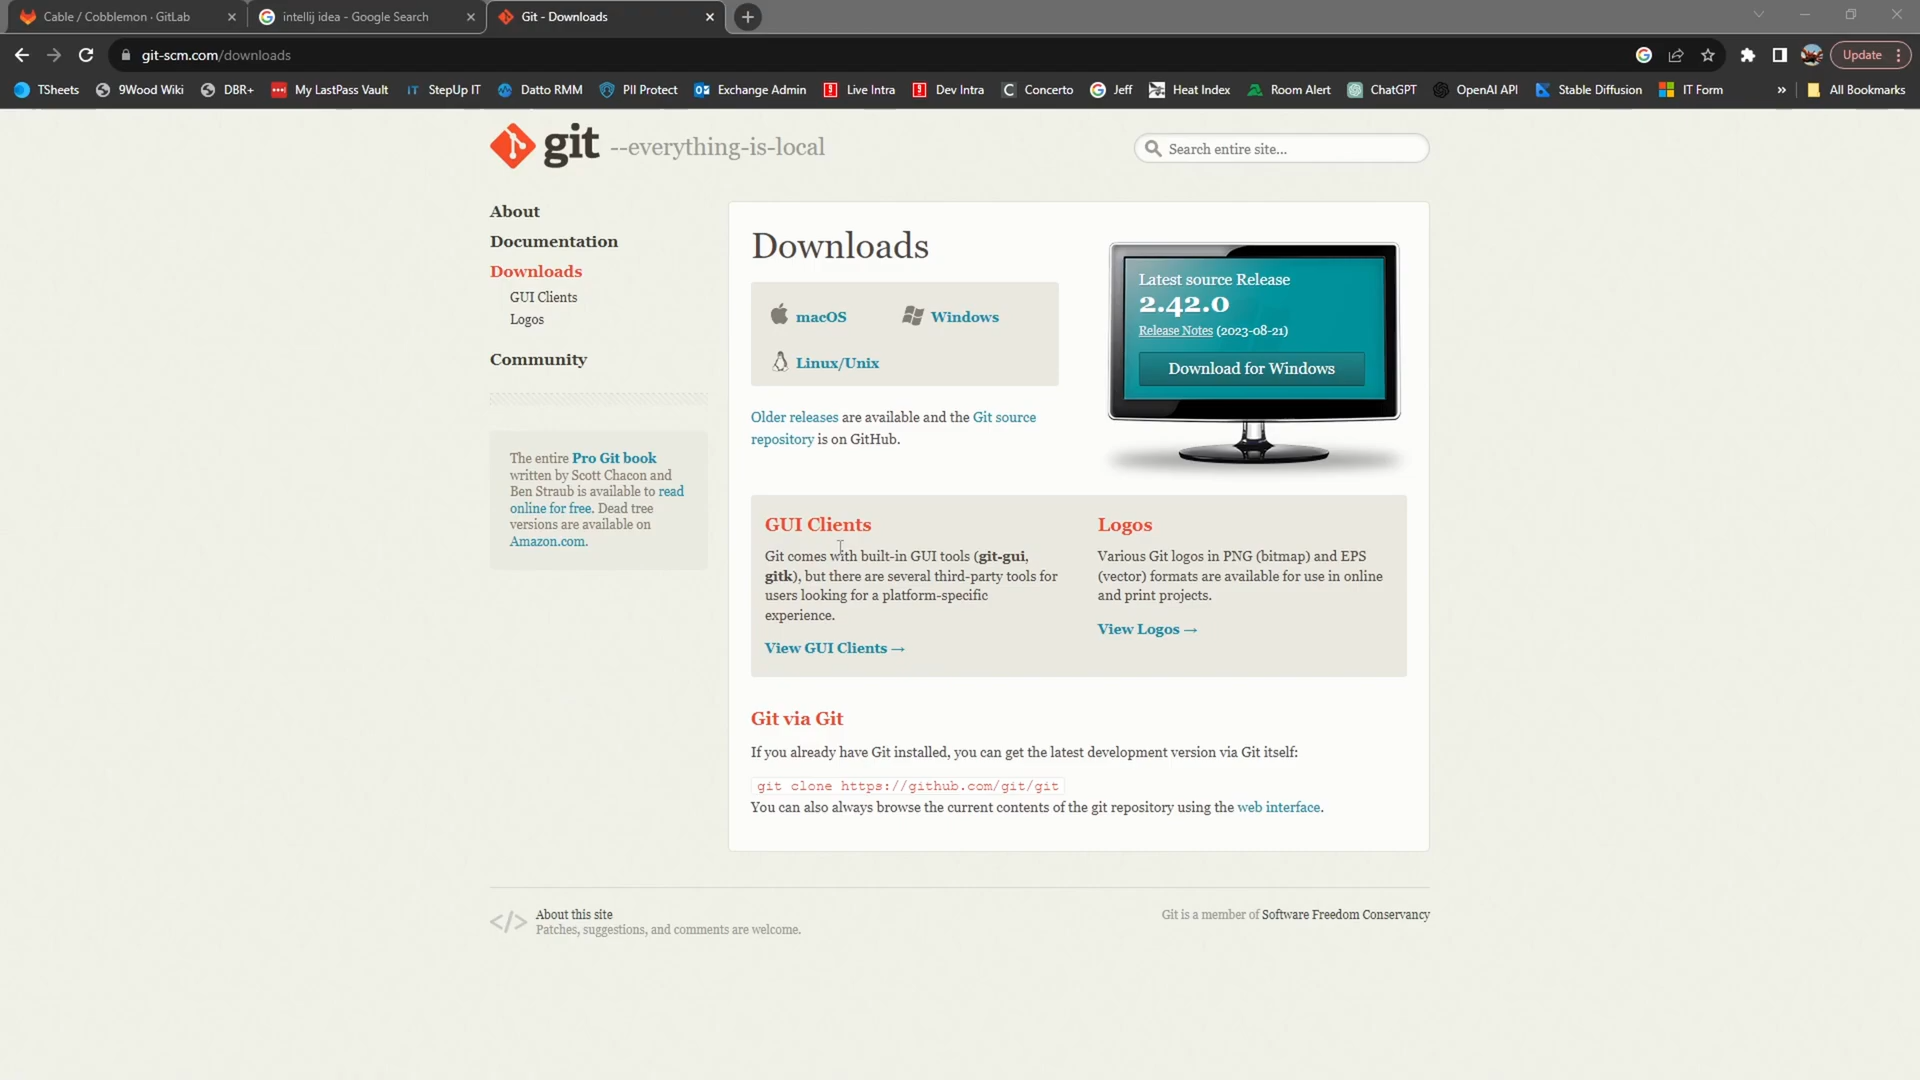 Cable / Cobblemon · GitLab
intellij idea - Google Search
Git - Downloads
git-scm.com/downloads
Update
TSheets
9Wood Wiki
DBR+
My LastPass Vault
StepUp IT
Datto RMM
PII Protect
Exchange Admin
Live Intra
Dev Intra
Concerto
Jeff
Heat Index
Room Alert
ChatGPT
OpenAI API
Stable Diffusion
IT Form
»
All Bookmarks
git --everything-is-local
Search entire site...
About
Documentation
Downloads
GUI Clients
Logos
Community
The entire Pro Git book
written by Scott Chacon and
Ben Straub is available to read
online for free. Dead tree
versions are available on
Amazon.com.
Downloads
macOS
Windows
Linux/Unix
Older releases are available and the Git source
repository is on GitHub.
Latest source Release
2.42.0
Release Notes (2023-08-21)
Download for Windows
GUI Clients
Git comes with built-in GUI tools (git-gui,
gitk), but there are several third-party tools for
users looking for a platform-specific
experience.
View GUI Clients →
Logos
Various Git logos in PNG (bitmap) and EPS
(vector) formats are available for use in online
and print projects.
View Logos →
Git via Git
If you already have Git installed, you can get the latest development version via Git itself:
git clone https://github.com/git/git
You can also always browse the current contents of the git repository using the web interface.
</> About this site
Patches, suggestions, and comments are welcome.
Git is a member of Software Freedom Conservancy